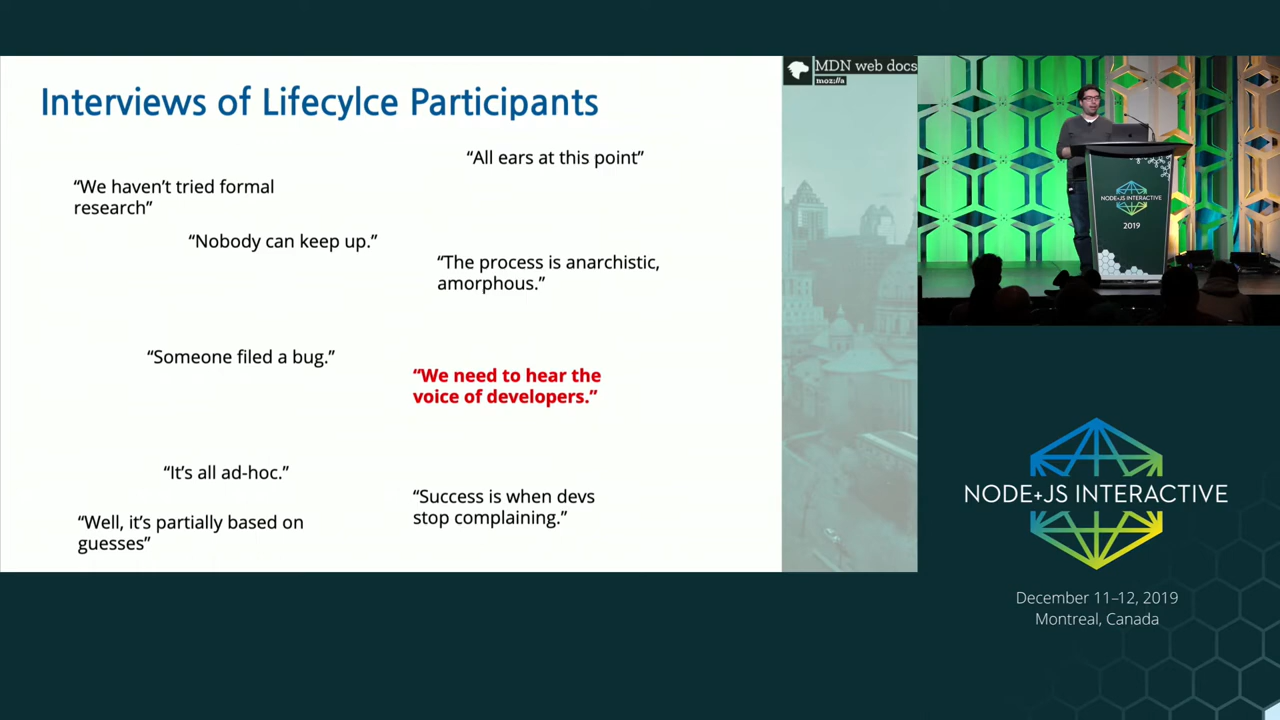 Interviews of Lifecylce Participants
“All ears at this point”
“We haven’t tried formal
research”
“Nobody can keep up.”
“The process is anarchistic,
amorphous.”
“Someone filed a bug.”
“We need to hear the
voice of developers.”
“It’s all ad-hoc.”
“Success is when devs
stop complaining.”
“Well, it’s partially based on
guesses”
MDN web docs
moz://a
NODE+JS INTERACTIVE
2019
NODE+JS INTERACTIVE
December 11–12, 2019
Montreal, Canada